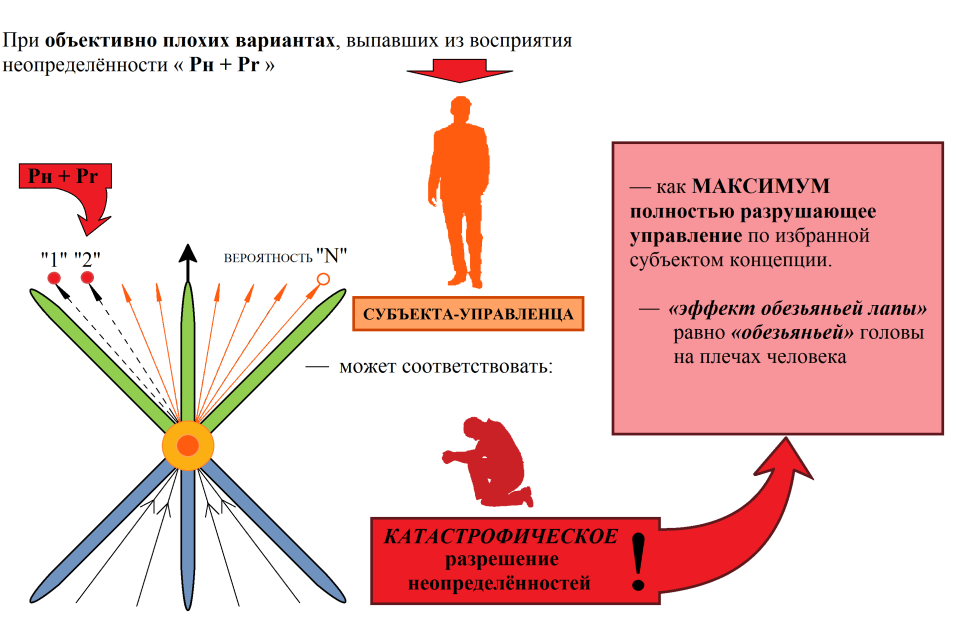 При объективно плохих вариантах, выпавших из восприятия
неопределённости « Рн + Рг »
Рн + Рг
"1" "2"
ВЕРОЯТНОСТЬ "N"
СУБЪЕКТА-УПРАВЛЕНЦА
— может соответствовать:
КАТАСТРОФИЧЕСКОЕ
разрешение
неопределённостей
!
— как МАКСИМУМ
полностью разрушающее
управление по избранной
субъектом концепции.
— «эффект обезьяньей лапы»
равно «обезьяньей» головы
на плечах человека